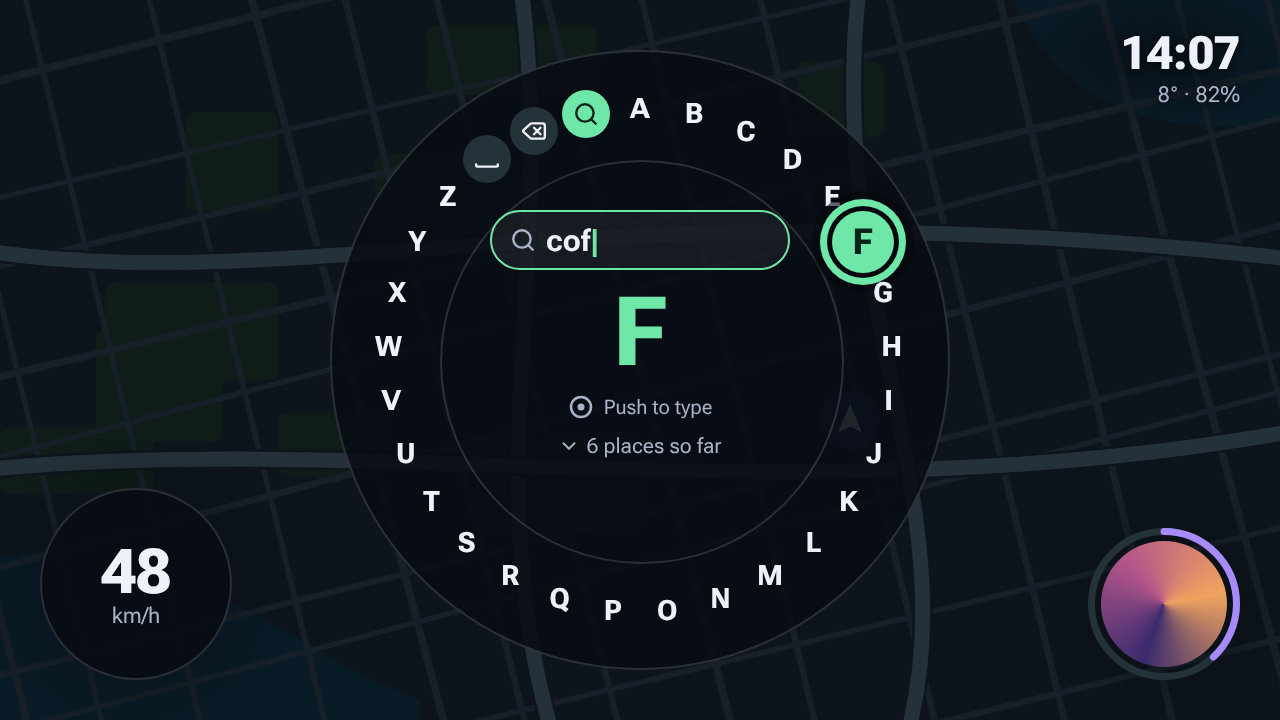 14:07
8° · 82%
A
B
C
D
E
F
G
H
I
J
K
L
M
N
O
P
Q
R
S
T
U
V
W
X
Y
Z
cof
F
Push to type
6 places so far
48
km/h